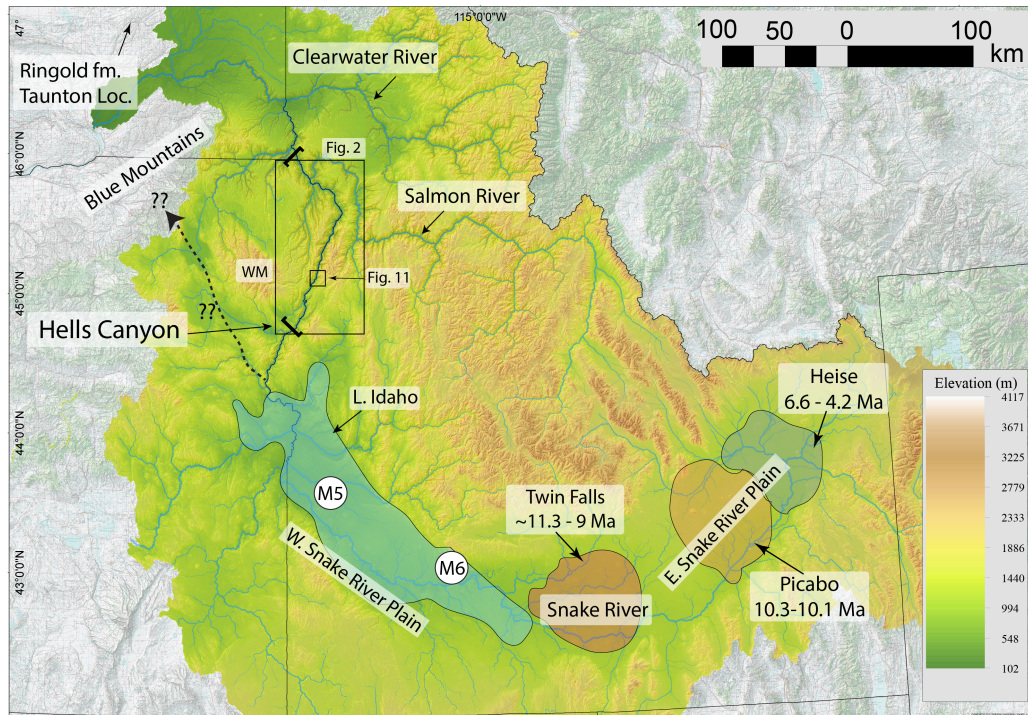 47°
115°0'0"W
100 50 0 100
km
Ringold fm.
Taunton Loc.
Clearwater River
46°0'0"N
Blue Mountains
Fig. 2
??
Salmon River
WM
Fig. 11
45°0'0"N
??
Hells Canyon
Elevation (m)
4117
3671
3225
2779
2333
1886
1440
994
548
102
Heise
6.6 - 4.2 Ma
L. Idaho
44°0'0"N
M5
Twin Falls
~11.3 - 9 Ma
E. Snake River Plain
W. Snake River Plain
M6
43°0'0"N
Snake River
Picabo
10.3-10.1 Ma